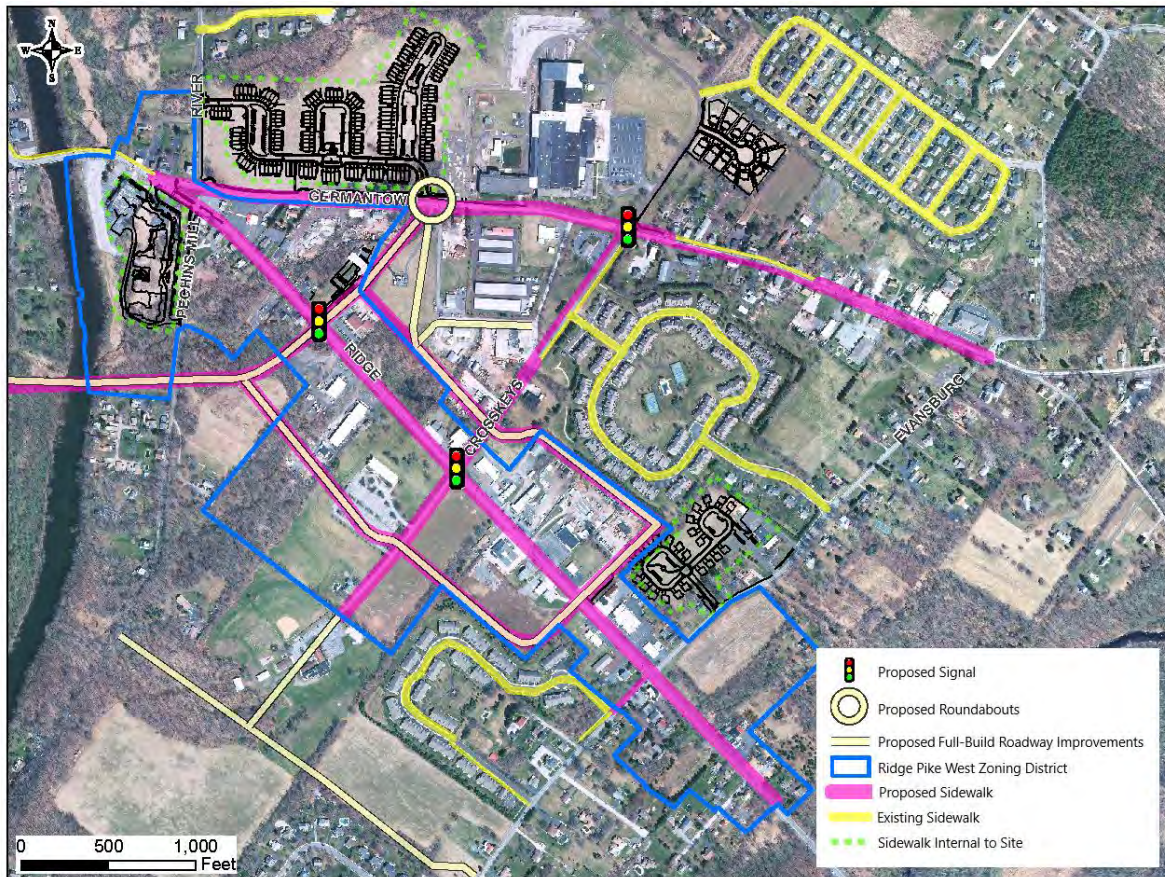 N
W E
S
RIVER
GERMANTOW
PECHINS MILL
RIDGE
CROSSKEYS
EVANSBURG
Proposed Signal
Proposed Roundabouts
Proposed Full-Build Roadway Improvements
Ridge Pike West Zoning District
Proposed Sidewalk
Existing Sidewalk
Sidewalk Internal to Site
0 500 1,000
Feet